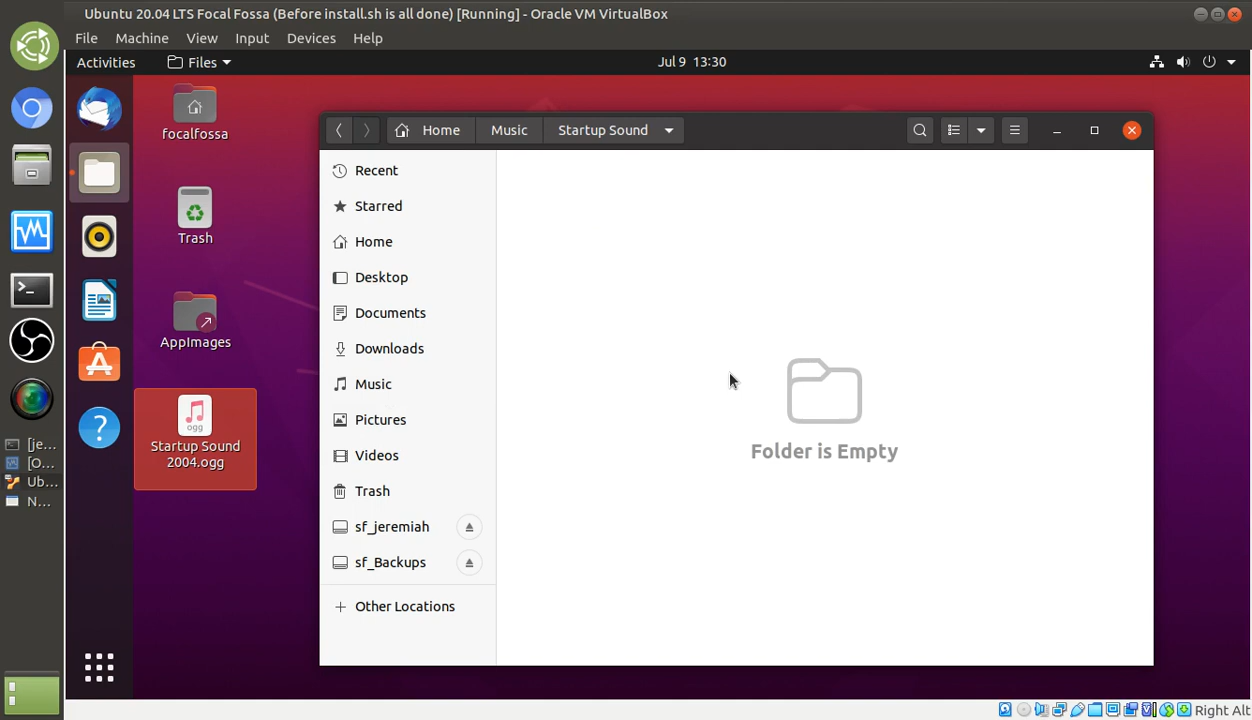 Ubuntu 20.04 LTS Focal Fossa (Before install.sh is all done) [Running] - Oracle VM VirtualBox
File Machine View Input Devices Help
Activities Files Jul 9 13:30
focalfossa
Trash
AppImages
ogg
Startup Sound
2004.ogg
Home Music Startup Sound
Recent
Starred
Home
Desktop
Documents
Downloads
Music
Pictures
Videos
Trash
sf_jeremiah
sf_Backups
Other Locations
Folder is Empty
[je...
[O...
Ub...
N...
Right Alt